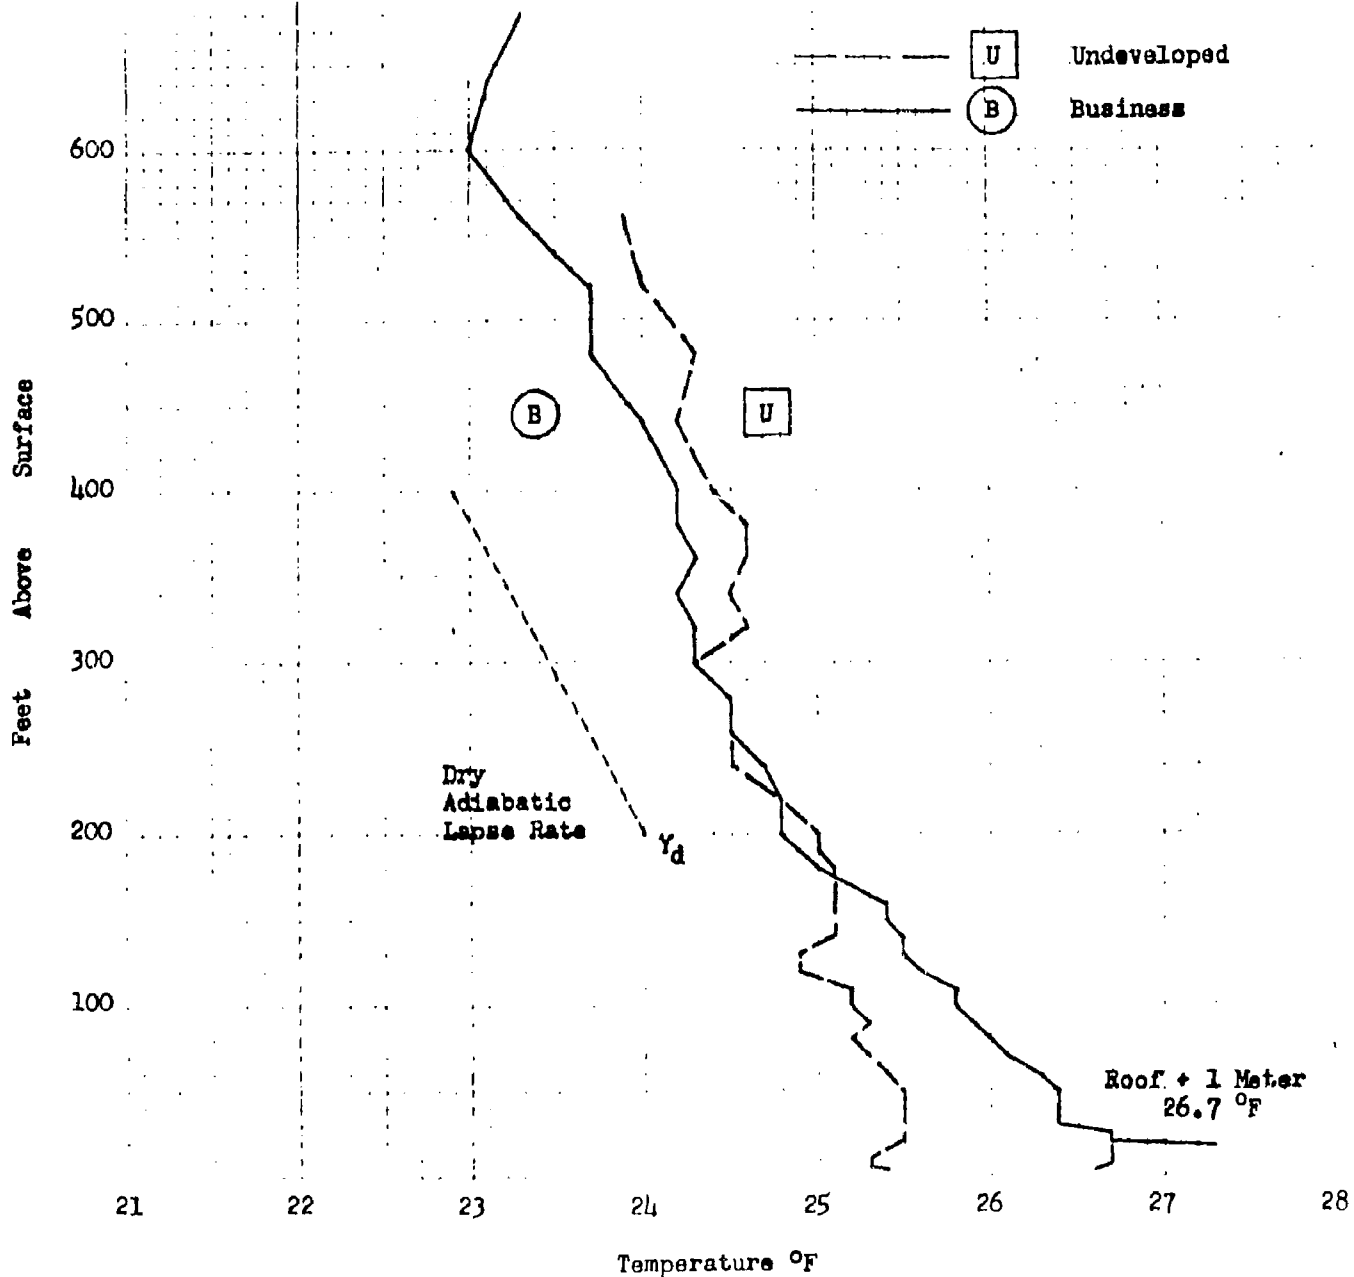 U Undeveloped
B Business
600
500
400
300
200
100
Feet Above Surface
B
U
Dry
Adiabatic
Lapse Rate
γd
Roof + 1 Meter
26.7 °F
21 22 23 24 25 26 27 28
Temperature °F